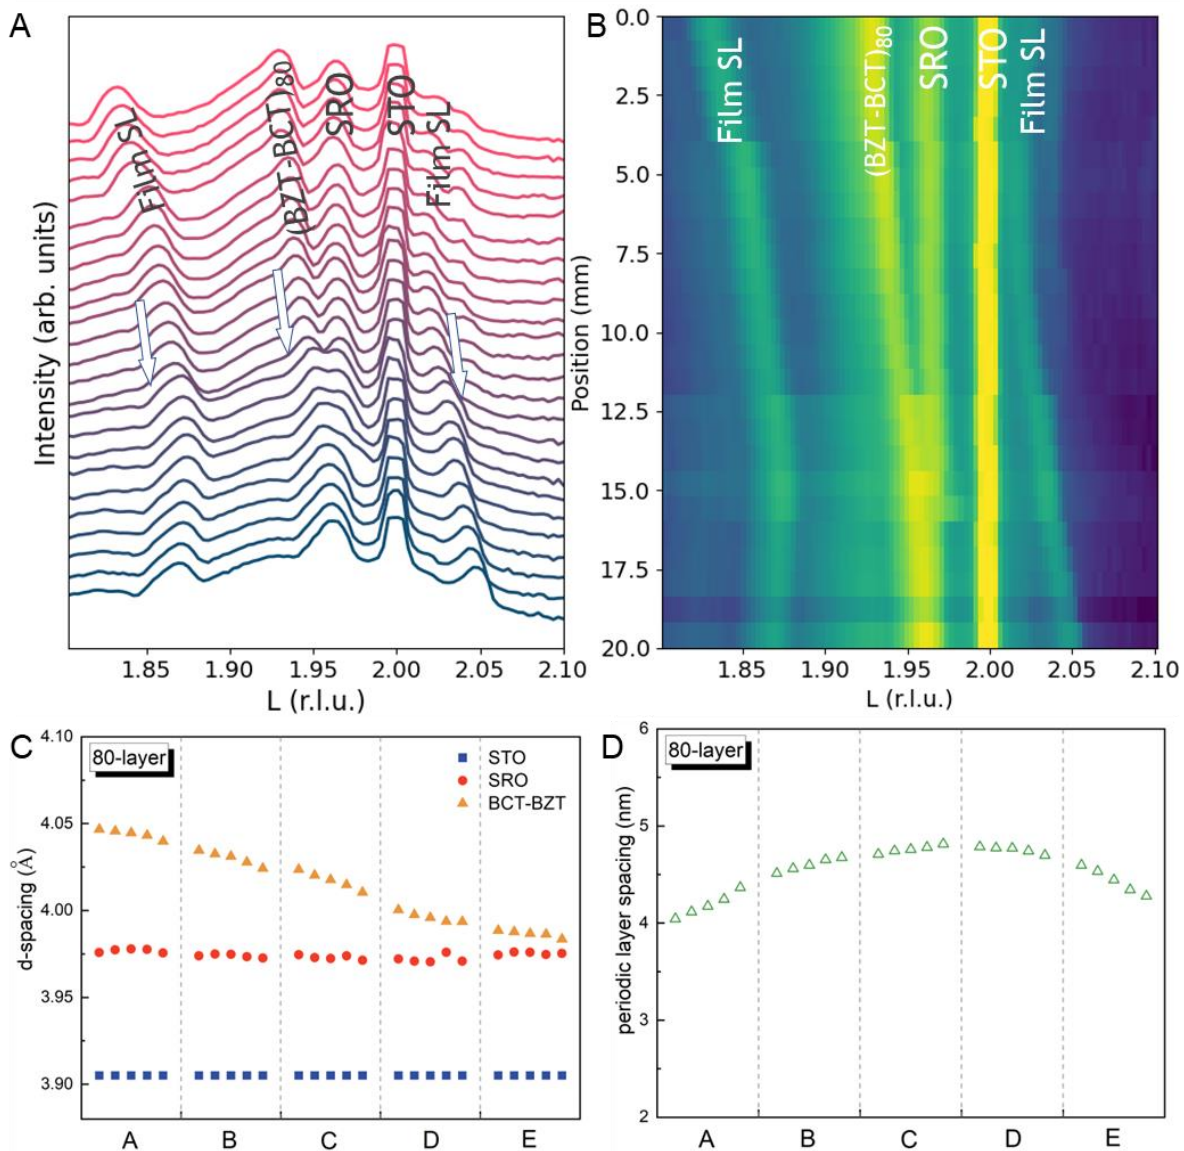 A
Intensity (arb. units)
Film SL
(BZT-BCT)80
SRO
STO
Film SL
1.85 1.90 1.95 2.00 2.05 2.10
L (r.l.u.)
B
Position (mm)
0.0
2.5
5.0
7.5
10.0
12.5
15.0
17.5
20.0
Film SL
(BZT-BCT)80
SRO
STO
Film SL
1.85 1.90 1.95 2.00 2.05 2.10
L (r.l.u.)
C
d-spacing (Å)
4.10
4.05
4.00
3.95
3.90
80-layer
STO
SRO
BCT-BZT
A B C D E
D
periodic layer spacing (nm)
6
5
4
3
2
80-layer
A B C D E